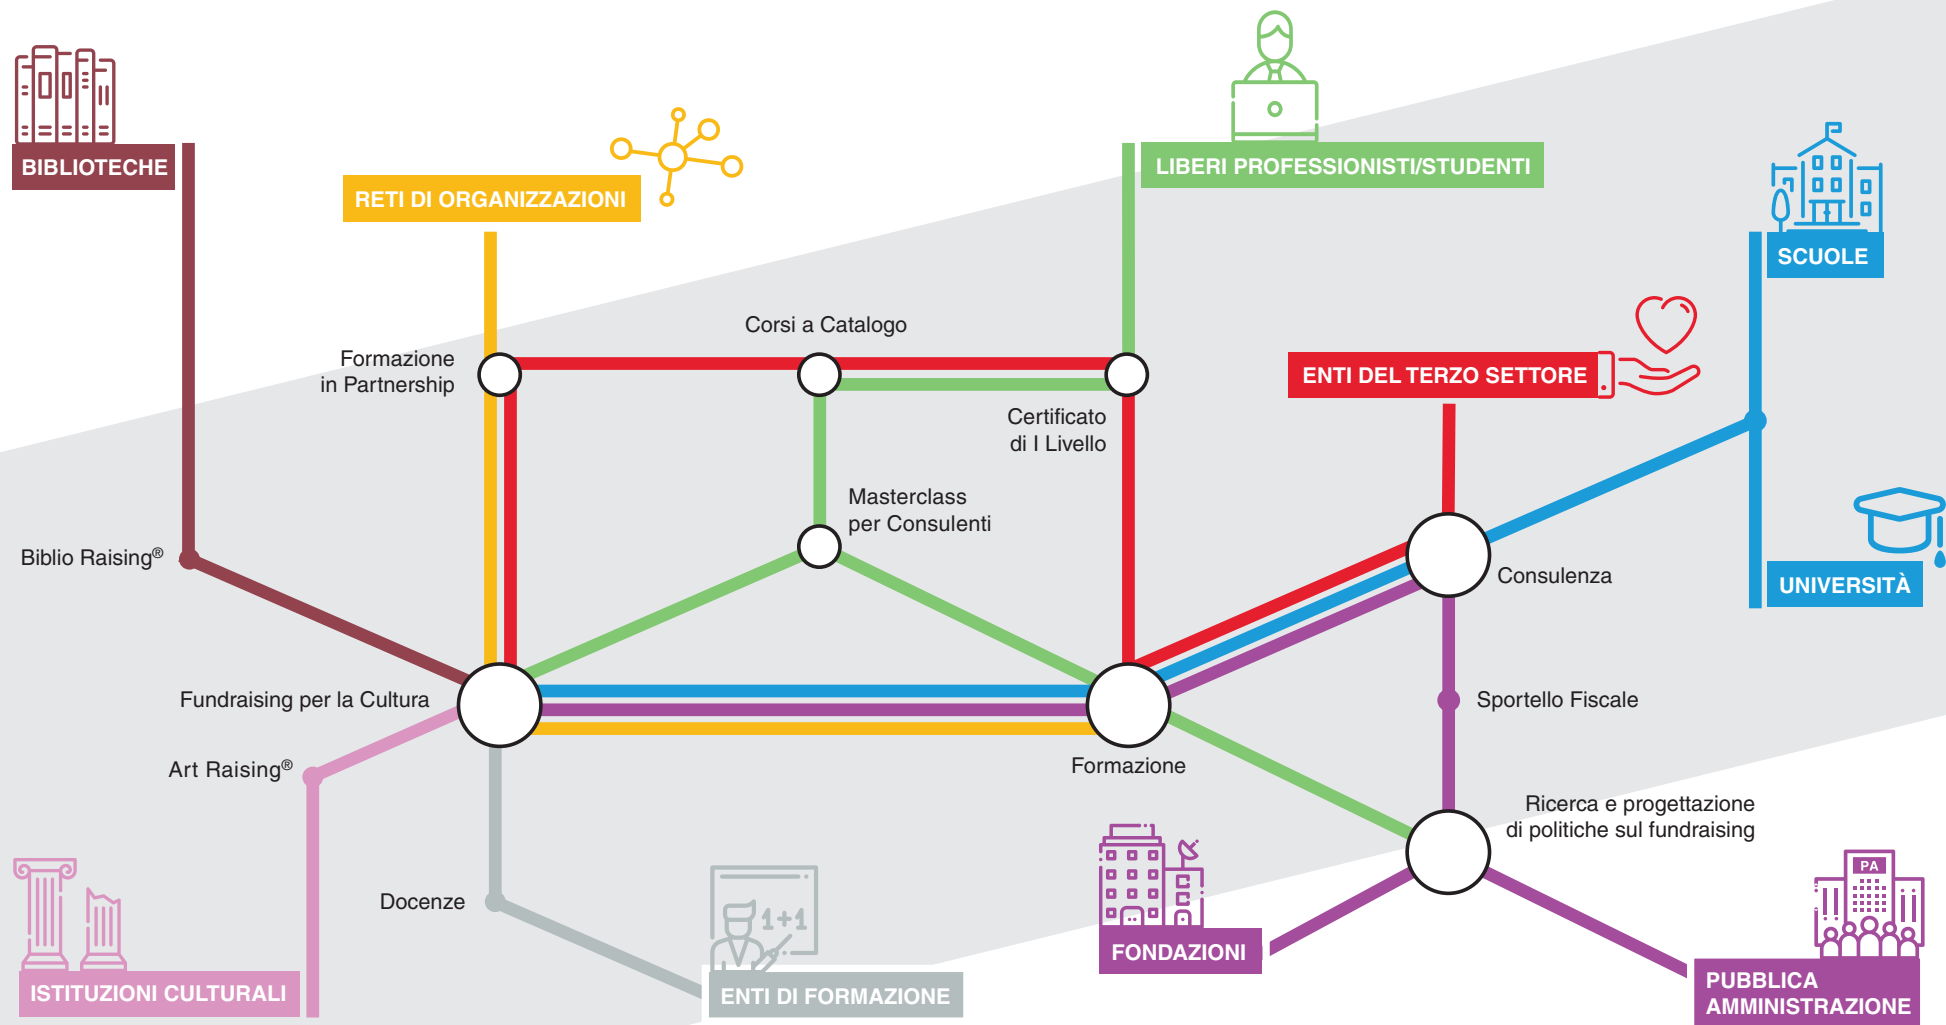 BIBLIOTECHE
RETI DI ORGANIZZAZIONI
LIBERI PROFESSIONISTI/STUDENTI
SCUOLE
Corsi a Catalogo
Formazione
in Partnership
ENTI DEL TERZO SETTORE
Certificato
di I Livello
Masterclass
per Consulenti
Biblio Raising®
Consulenza
UNIVERSITÀ
Fundraising per la Cultura
Sportello Fiscale
Art Raising®
Formazione
Ricerca e progettazione
di politiche sul fundraising
PA
Docenze
1+1
FONDAZIONI
ISTITUZIONI CULTURALI
ENTI DI FORMAZIONE
PUBBLICA
AMMINISTRAZIONE